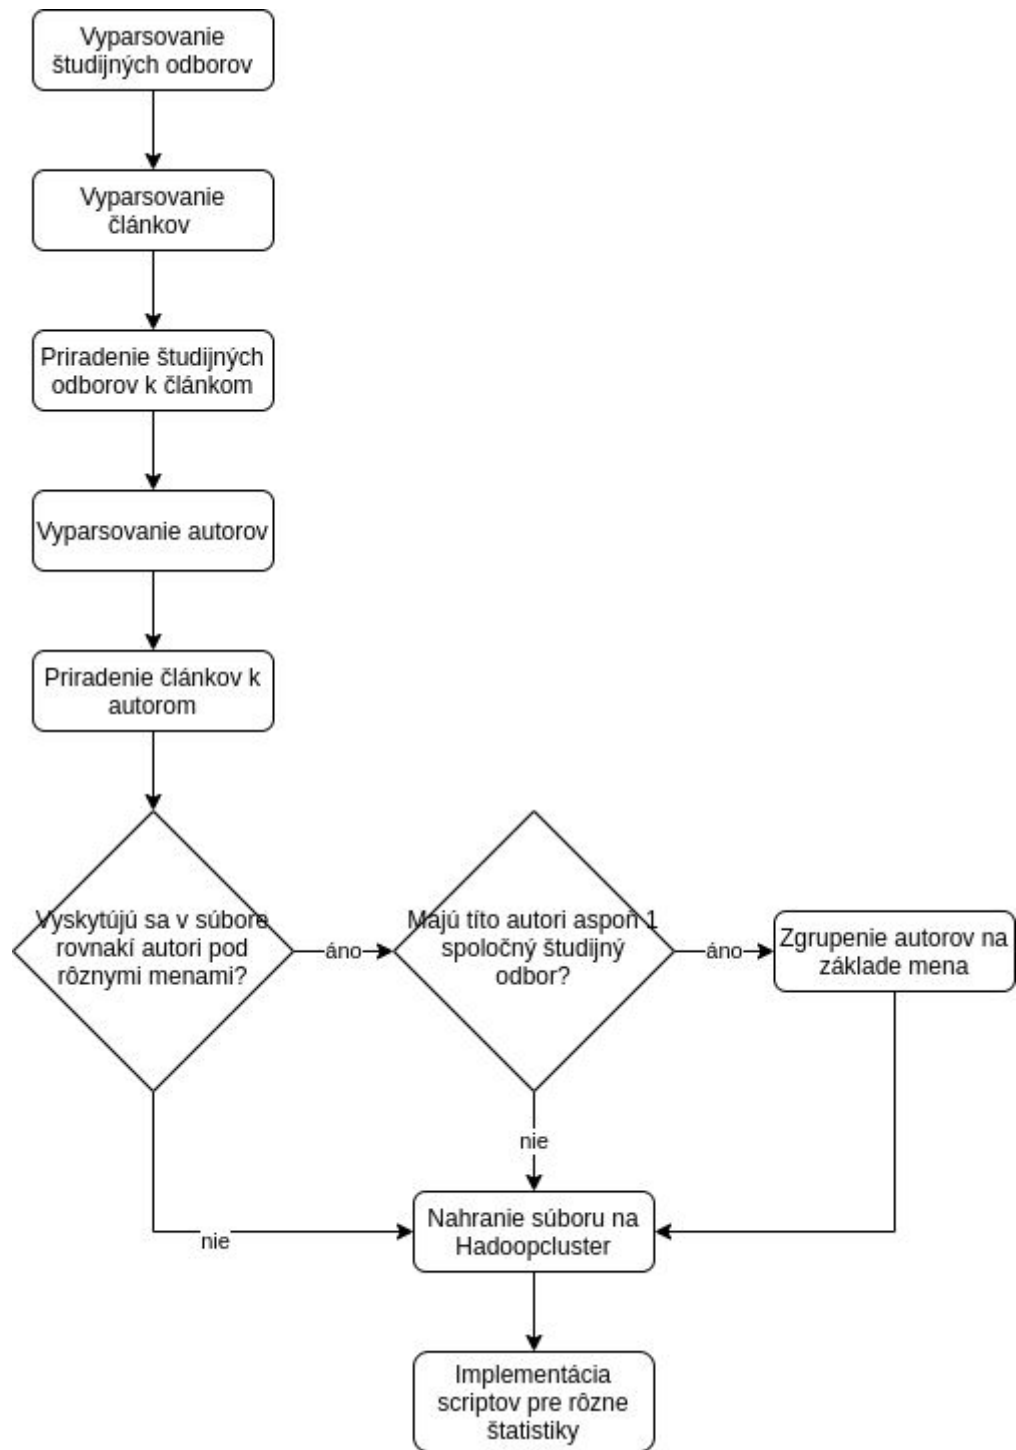 Vyparsovanie
študijných odborov
Vyparsovanie
článkov
Priradenie študijných
odborov k článkom
Vyparsovanie autorov
Priradenie článkov k
autorom
Vyskytújú sa v súbore
rovnakí autori pod
rôznymi menami?
áno
Majú títo autori aspoň 1
spoločný študijný
odbor?
áno
Zgrupenie autorov na
základe mena
nie
nie
Nahranie súboru na
Hadoopcluster
Implementácia
scriptov pre rôzne
štatistiky